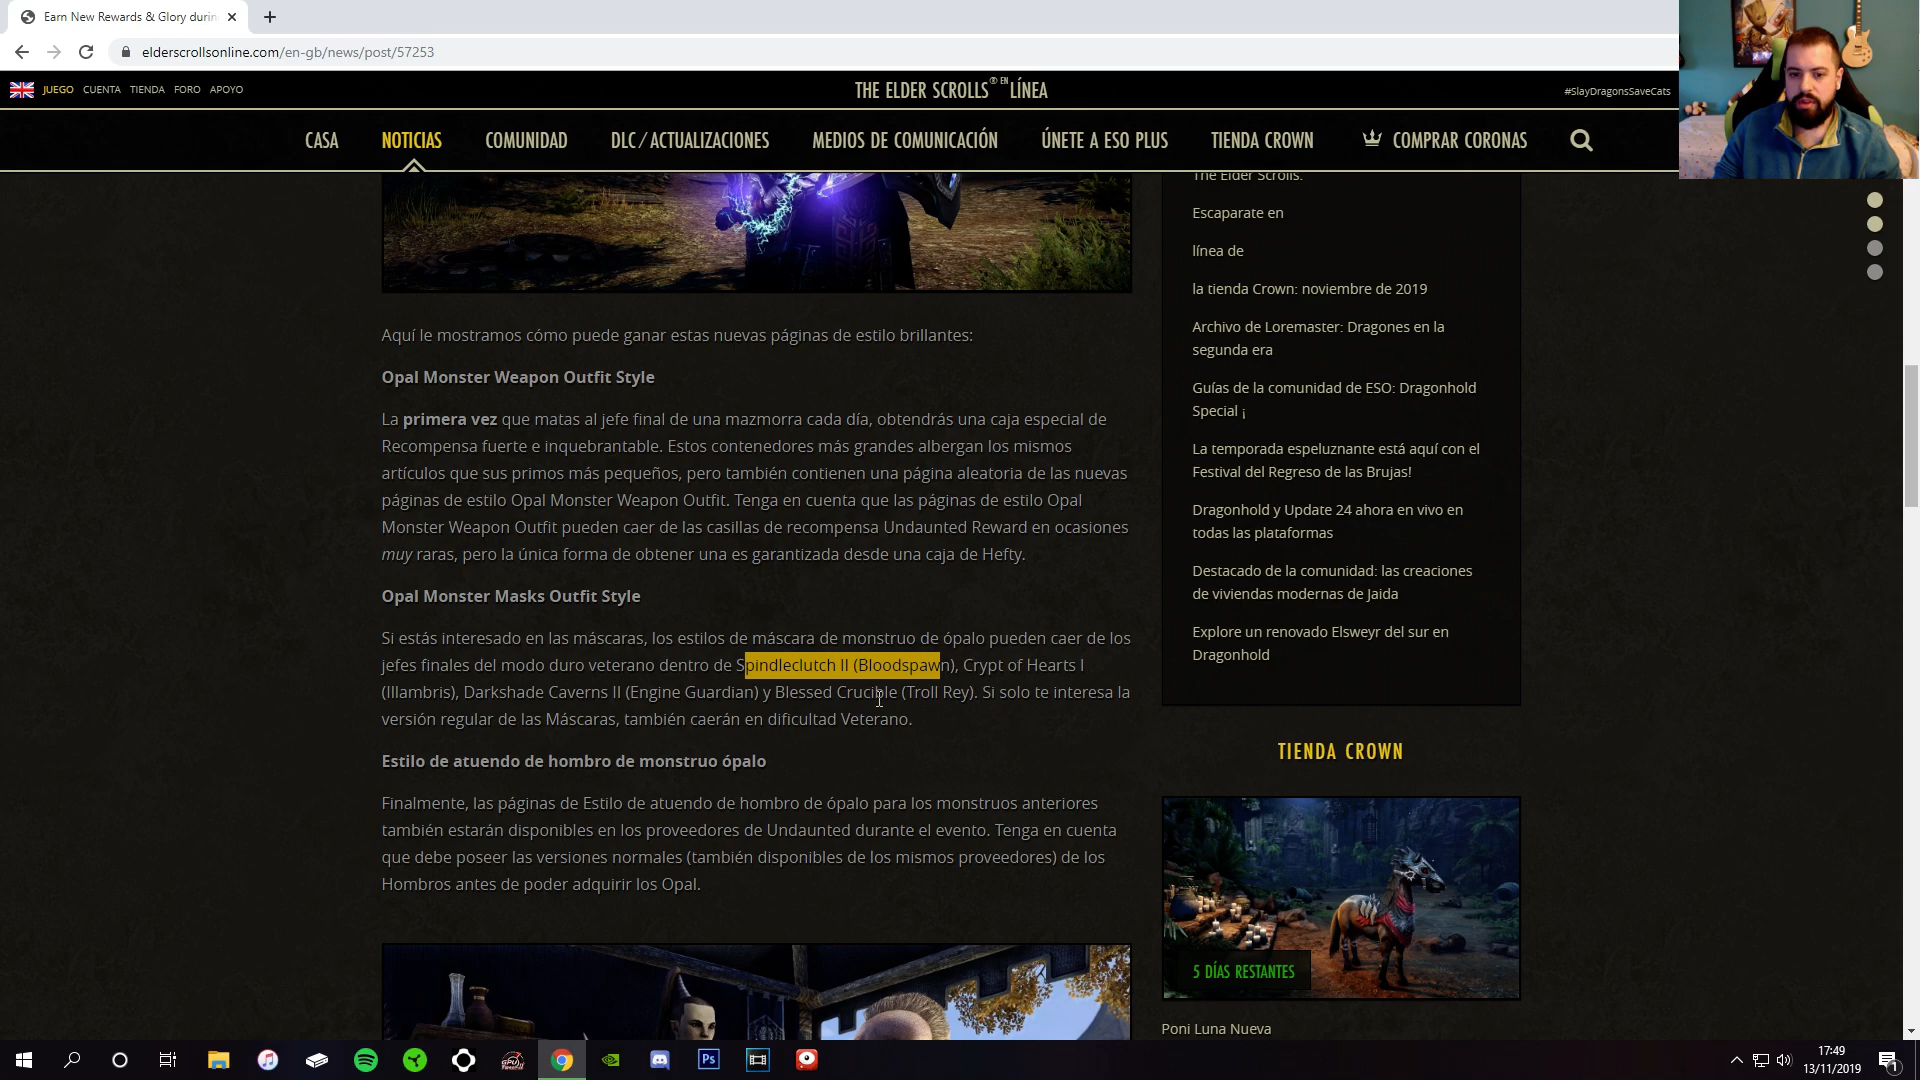 Earn New Rewards & Glory durin
elderscrollsonline.com/en-gb/news/post/57253
JUEGO CUENTA TIENDA FORO APOYO
THE ELDER SCROLLS® EN LÍNEA
#SlayDragonsSaveCats
CASA NOTICIAS COMUNIDAD DLC / ACTUALIZACIONES MEDIOS DE COMUNICACIÓN ÚNETE A ESO PLUS TIENDA CROWN COMPRAR CORONAS
Aquí le mostramos cómo puede ganar estas nuevas páginas de estilo brillantes:
Opal Monster Weapon Outfit Style
La primera vez que matas al jefe final de una mazmorra cada día, obtendrás una caja especial de
Recompensa fuerte e inquebrantable. Estos contenedores más grandes albergan los mismos
artículos que sus primos más pequeños, pero también contienen una página aleatoria de las nuevas
páginas de estilo Opal Monster Weapon Outfit. Tenga en cuenta que las páginas de estilo Opal
Monster Weapon Outfit pueden caer de las casillas de recompensa Undaunted Reward en ocasiones
muy raras, pero la única forma de obtener una es garantizada desde una caja de Hefty.
Opal Monster Masks Outfit Style
Si estás interesado en las máscaras, los estilos de máscara de monstruo de ópalo pueden caer de los
jefes finales del modo duro veterano dentro de Spindleclutch II (Bloodspawn), Crypt of Hearts I
(Illambris), Darkshade Caverns II (Engine Guardian) y Blessed Crucible (Troll Rey). Si solo te interesa la
versión regular de las Máscaras, también caerán en dificultad Veterano.
Estilo de atuendo de hombro de monstruo ópalo
Finalmente, las páginas de Estilo de atuendo de hombro de ópalo para los monstruos anteriores
también estarán disponibles en los proveedores de Undaunted durante el evento. Tenga en cuenta
que debe poseer las versiones normales (también disponibles de los mismos proveedores) de los
Hombros antes de poder adquirir los Opal.
The Elder Scrolls.
Escaparate en
línea de
la tienda Crown: noviembre de 2019
Archivo de Loremaster: Dragones en la
segunda era
Guías de la comunidad de ESO: Dragonhold
Special ¡
La temporada espeluznante está aquí con el
Festival del Regreso de las Brujas!
Dragonhold y Update 24 ahora en vivo en
todas las plataformas
Destacado de la comunidad: las creaciones
de viviendas modernas de Jaida
Explore un renovado Elsweyr del sur en
Dragonhold
TIENDA CROWN
5 DÍAS RESTANTES
Poni Luna Nueva
Ps
17:49
13/11/2019
1